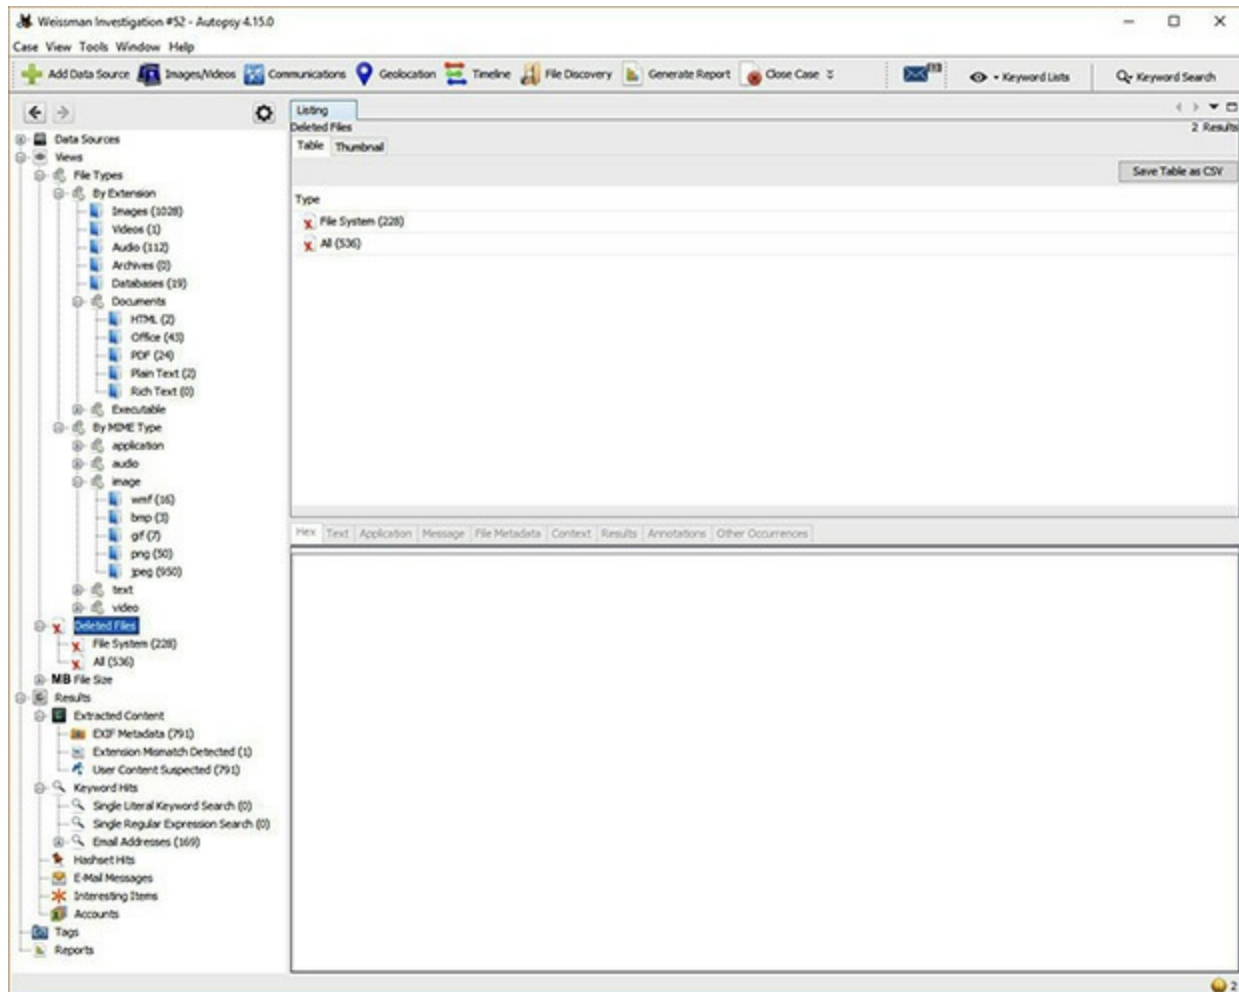 Weissman Investigation #52 - Autopsy 4.15.0
Case View Tools Window Help
Add Data Source Images/Videos Communications Geolocation Timeline File Discovery Generate Report Close Case Keyword Lists Keyword Search
Listing
Deleted Files 2 Results
Table Thumbnail
Save Table as CSV
Type
File System (228)
All (536)
Hex Text Application Message File Metadata Context Results Annotations Other Occurrences
Data Sources
Views
File Types
By Extension
Images (1028)
Videos (1)
Audio (112)
Archives (0)
Databases (19)
Documents
HTML (2)
Office (43)
PDF (24)
Plain Text (2)
Rich Text (0)
Executable
By MIME Type
application
audio
image
wmf (16)
bmp (3)
gif (7)
png (50)
jpeg (950)
text
video
Deleted Files
File System (228)
All (536)
MB File Size
Results
Extracted Content
EXIF Metadata (791)
Extension Mismatch Detected (1)
User Content Suspected (791)
Keyword Hits
Single Literal Keyword Search (0)
Single Regular Expression Search (0)
Email Addresses (169)
Hashset Hits
E-Mail Messages
Interesting Items
Accounts
Tags
Reports
2